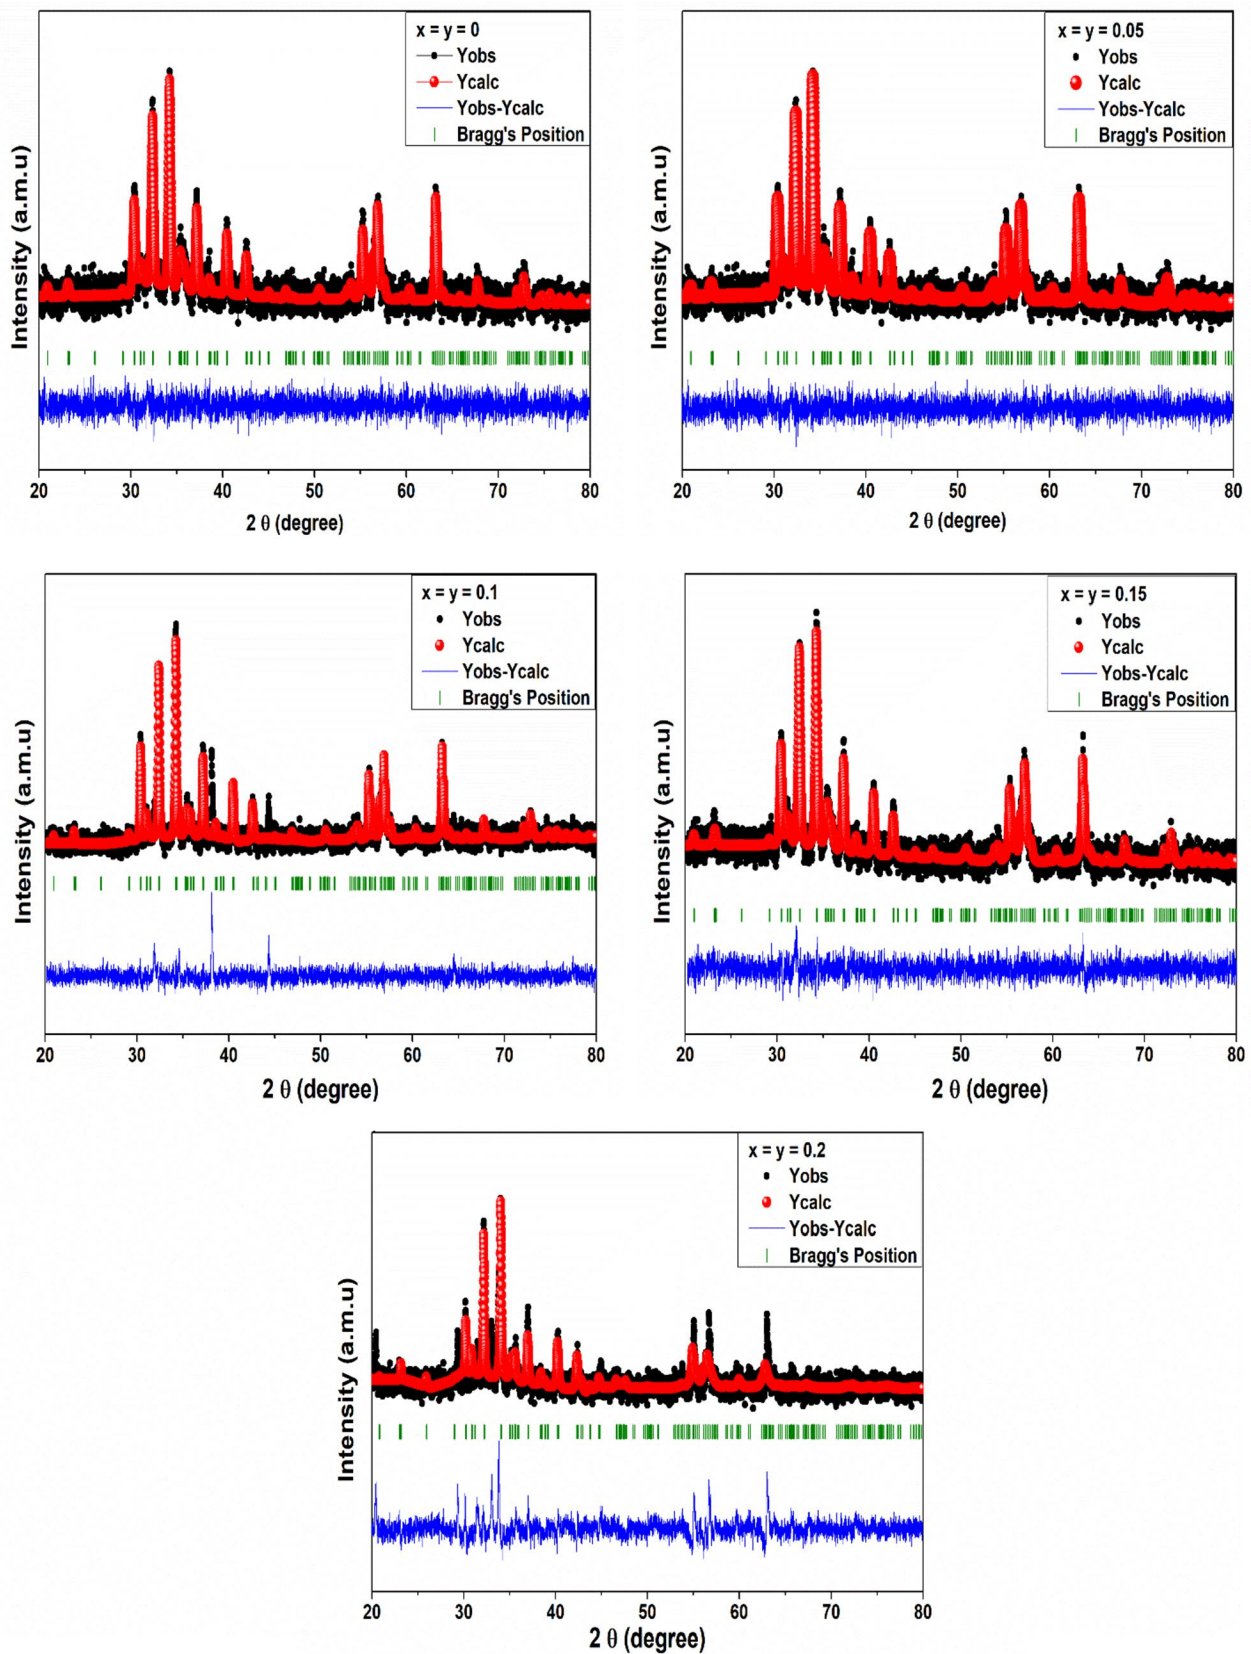 x = y = 0
Yobs
Ycalc
Yobs-Ycalc
Bragg's Position
Intensity (a.m.u)
20 30 40 50 60 70 80
2 θ (degree)
x = y = 0.05
Yobs
Ycalc
Yobs-Ycalc
Bragg's Position
Intensity (a.m.u)
20 30 40 50 60 70 80
2 θ (degree)
x = y = 0.1
Yobs
Ycalc
Yobs-Ycalc
Bragg's Position
Intensity (a.m.u)
20 30 40 50 60 70 80
2 θ (degree)
x = y = 0.15
Yobs
Ycalc
Yobs-Ycalc
Bragg's Position
Intensity (a.m.u)
20 30 40 50 60 70 80
2 θ (degree)
x = y = 0.2
Yobs
Ycalc
Yobs-Ycalc
Bragg's Position
Intensity (a.m.u)
20 30 40 50 60 70 80
2 θ (degree)